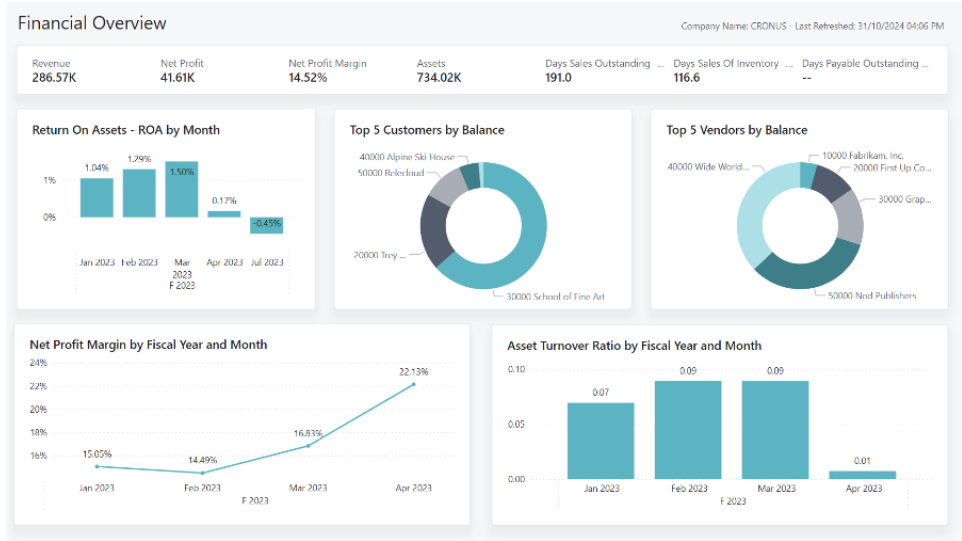 Financial Overview
Company Name: CRONUS - Last Refreshed: 31/10/2024 04:06 PM
Revenue
286.57K
Net Profit
41.61K
Net Profit Margin
14.52%
Assets
734.02K
Days Sales Outstanding ...
191.0
Days Sales Of Inventory ...
116.6
Days Payable Outstanding ...
--
Return On Assets - ROA by Month
1%
0%
1.04%
1.29%
1.50%
0.17%
-0.45%
Jan 2023
Feb 2023
Mar
2023
Apr 2023
Jul 2023
F 2023
Top 5 Customers by Balance
40000 Alpine Ski House
50000 Relecloud
20000 Trey ...
30000 School of Fine Art
Top 5 Vendors by Balance
10000 Fabrikam, Inc.
20000 First Up Co...
40000 Wide World...
30000 Grap...
50000 Nod Publishers
Net Profit Margin by Fiscal Year and Month
24%
22%
20%
18%
16%
15.05%
14.49%
16.83%
22.13%
Jan 2023
Feb 2023
Mar 2023
Apr 2023
F 2023
Asset Turnover Ratio by Fiscal Year and Month
0.10
0.05
0.00
0.07
0.09
0.09
0.01
Jan 2023
Feb 2023
Mar 2023
Apr 2023
F 2023